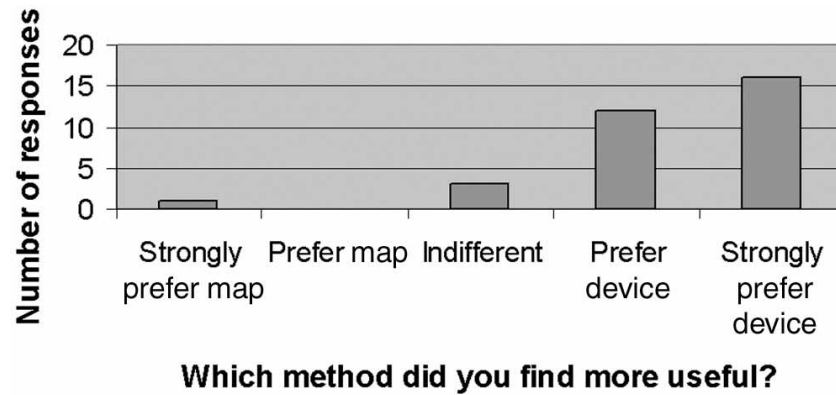 Number of responses
20
15
10
5
0
Strongly prefer map
Prefer map
Indifferent
Prefer device
Strongly prefer device
Which method did you find more useful?